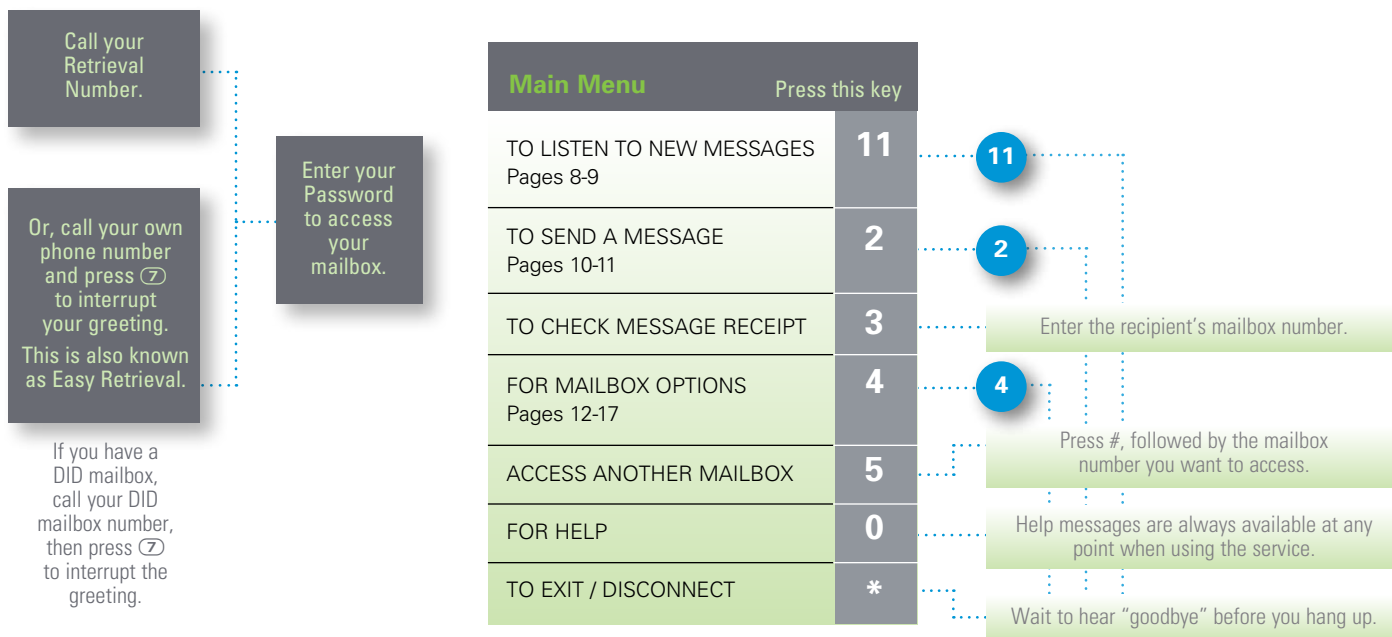 Call your
Retrieval
Number.
Or, call your own
phone number
and press 7
to interrupt
your greeting.
This is also known
as Easy Retrieval.
If you have a
DID mailbox,
call your DID
mailbox number,
then press 7
to interrupt the
greeting.
Enter your
Password
to access
your
mailbox.
Main Menu Press this key
TO LISTEN TO NEW MESSAGES 11 11
Pages 8-9
TO SEND A MESSAGE 2 2
Pages 10-11
TO CHECK MESSAGE RECEIPT 3 Enter the recipient's mailbox number.
FOR MAILBOX OPTIONS 4 4
Pages 12-17
ACCESS ANOTHER MAILBOX 5
Press #, followed by the mailbox
number you want to access.
FOR HELP 0
Help messages are always available at any
point when using the service.
TO EXIT / DISCONNECT *
Wait to hear “goodbye” before you hang up.